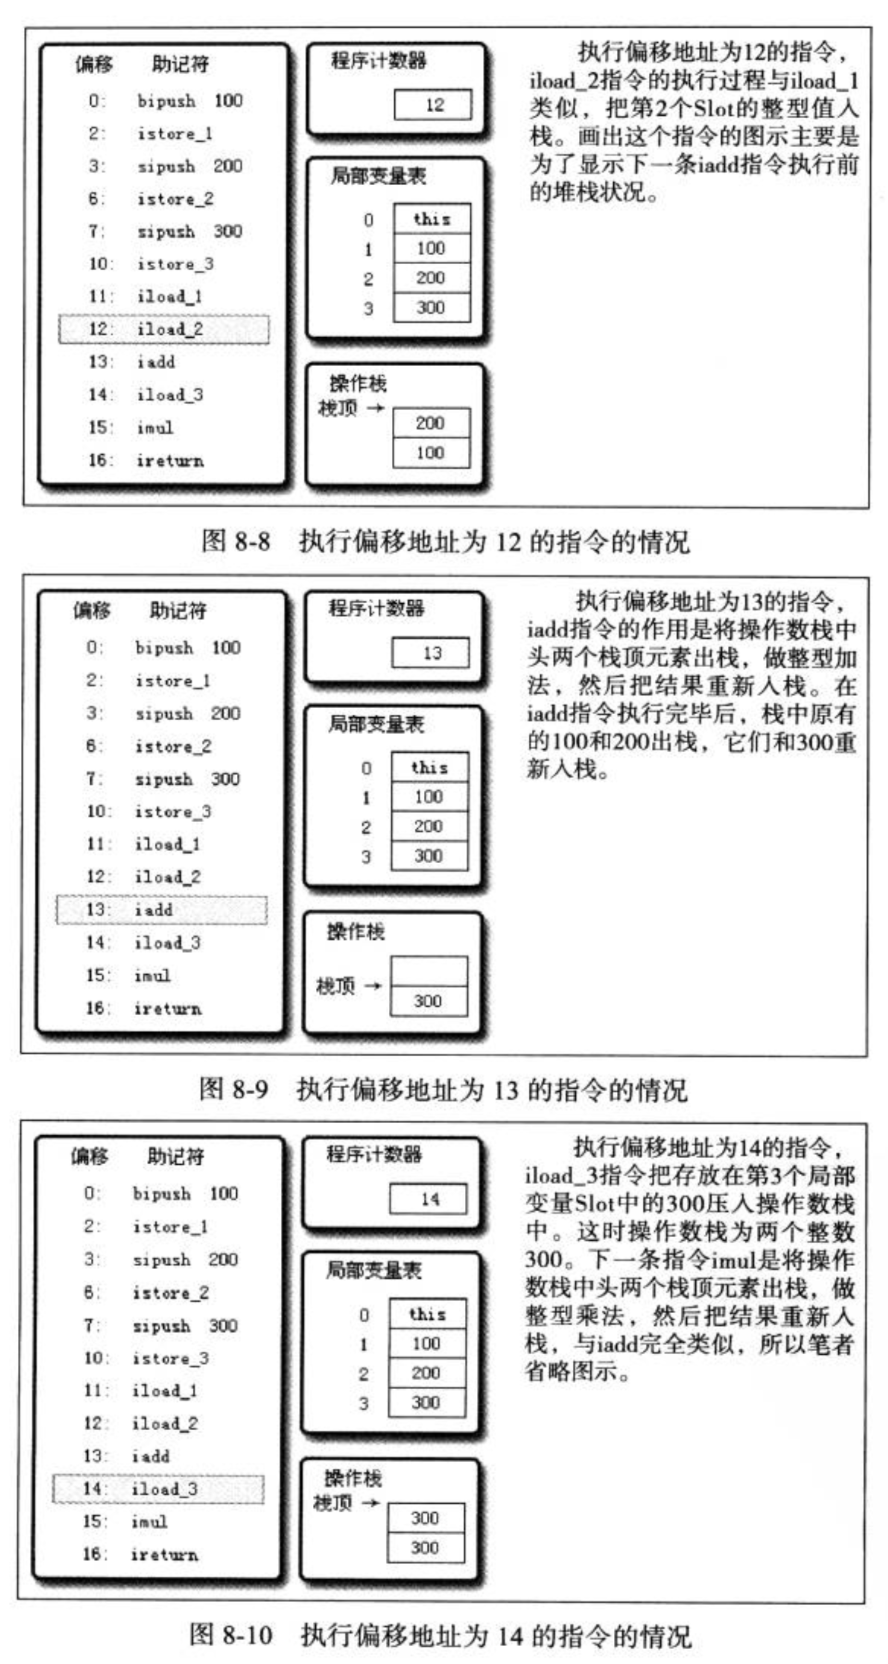 偏移 助记符
0: bipush 100
2: istore_1
3: sipush 200
6: istore_2
7: sipush 300
10: istore_3
11: iload_1
12: iload_2
13: iadd
14: iload_3
15: imul
16: ireturn
程序计数器
12
局部变量表
0 this
1 100
2 200
3 300
操作栈
栈顶 →
200
100
执行偏移地址为12的指令，
iload_2指令的执行过程与iload_1
类似，把第2个Slot的整型值入
栈。画出这个指令的图示主要是
为了显示下一条iadd指令执行前
的堆栈状况。
图 8-8 执行偏移地址为 12 的指令的情况
偏移 助记符
0: bipush 100
2: istore_1
3: sipush 200
6: istore_2
7: sipush 300
10: istore_3
11: iload_1
12: iload_2
13: iadd
14: iload_3
15: imul
16: ireturn
程序计数器
13
局部变量表
0 this
1 100
2 200
3 300
操作栈
栈顶 →
300
执行偏移地址为13的指令，
iadd指令的作用是将操作数栈中
头两个栈顶元素出栈，做整型加
法，然后把结果重新入栈。在
iadd指令执行完毕后，栈中原有
的100和200出栈，它们和300重
新入栈。
图 8-9 执行偏移地址为 13 的指令的情况
偏移 助记符
0: bipush 100
2: istore_1
3: sipush 200
6: istore_2
7: sipush 300
10: istore_3
11: iload_1
12: iload_2
13: iadd
14: iload_3
15: imul
16: ireturn
程序计数器
14
局部变量表
0 this
1 100
2 200
3 300
操作栈
栈顶 →
300
300
执行偏移地址为14的指令，
iload_3指令把存放在第3个局部
变量Slot中的300压入操作数栈
中。这时操作数栈为两个整数
300。下一条指令imul是将操作
数栈中头两个栈顶元素出栈，做
整型乘法，然后把结果重新入
栈，与iadd完全类似，所以笔者
省略图示。
图 8-10 执行偏移地址为 14 的指令的情况